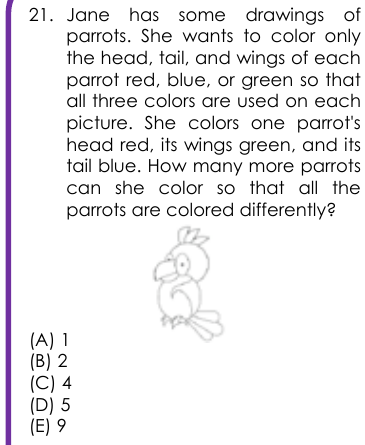 21. Jane has some drawings of
parrots. She wants to color only
the head, tail, and wings of each
parrot red, blue, or green so that
all three colors are used on each
picture. She colors one parrot's
head red, its wings green, and its
tail blue. How many more parrots
can she color so that all the
parrots are colored differently?
(A) 1
(B) 2
(C) 4
(D) 5
(E) 9